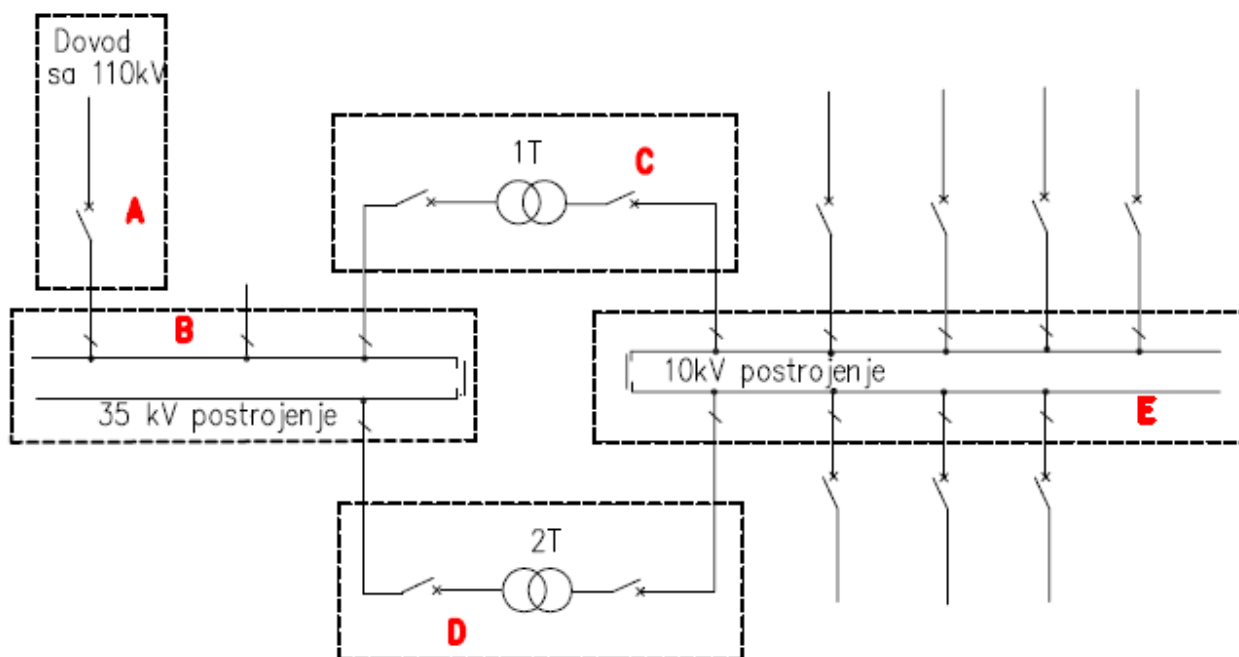 Dovod
sa 110kV
A
1T
C
B
35 kV postrojenje
10kV postrojenje
E
2T
D